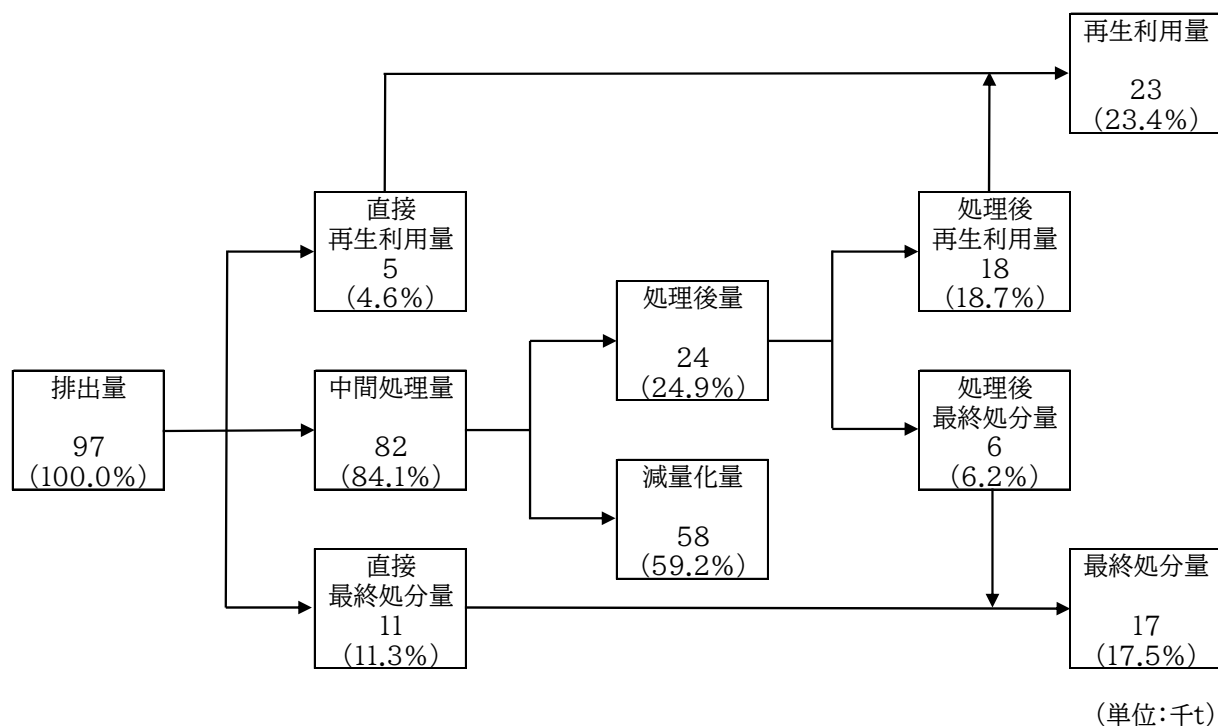 再生利用量
23
(23.4%)
直接
再生利用量
5
(4.6%)
処理後
再生利用量
18
(18.7%)
処理後量
24
(24.9%)
排出量
97
(100.0%)
中間処理量
82
(84.1%)
処理後
最終処分量
6
(6.2%)
減量化量
58
(59.2%)
直接
最終処分量
11
(11.3%)
最終処分量
17
(17.5%)
(単位:千t)